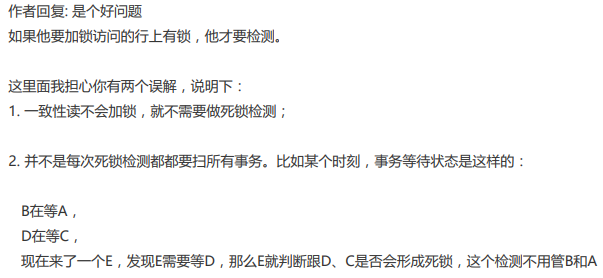 作者回复: 是个好问题
如果他要加锁访问的行上有锁，他才要检测。
这里面我担心你有两个误解，说明下：
1. 一致性读不会加锁，就不需要做死锁检测；
2. 并不是每次死锁检测都都要扫所有事务。比如某个时刻，事务等待状态是这样的：
B在等A，
D在等C，
现在来了一个E，发现E需要等D，那么E就判断跟D、C是否会形成死锁，这个检测不用管B和A